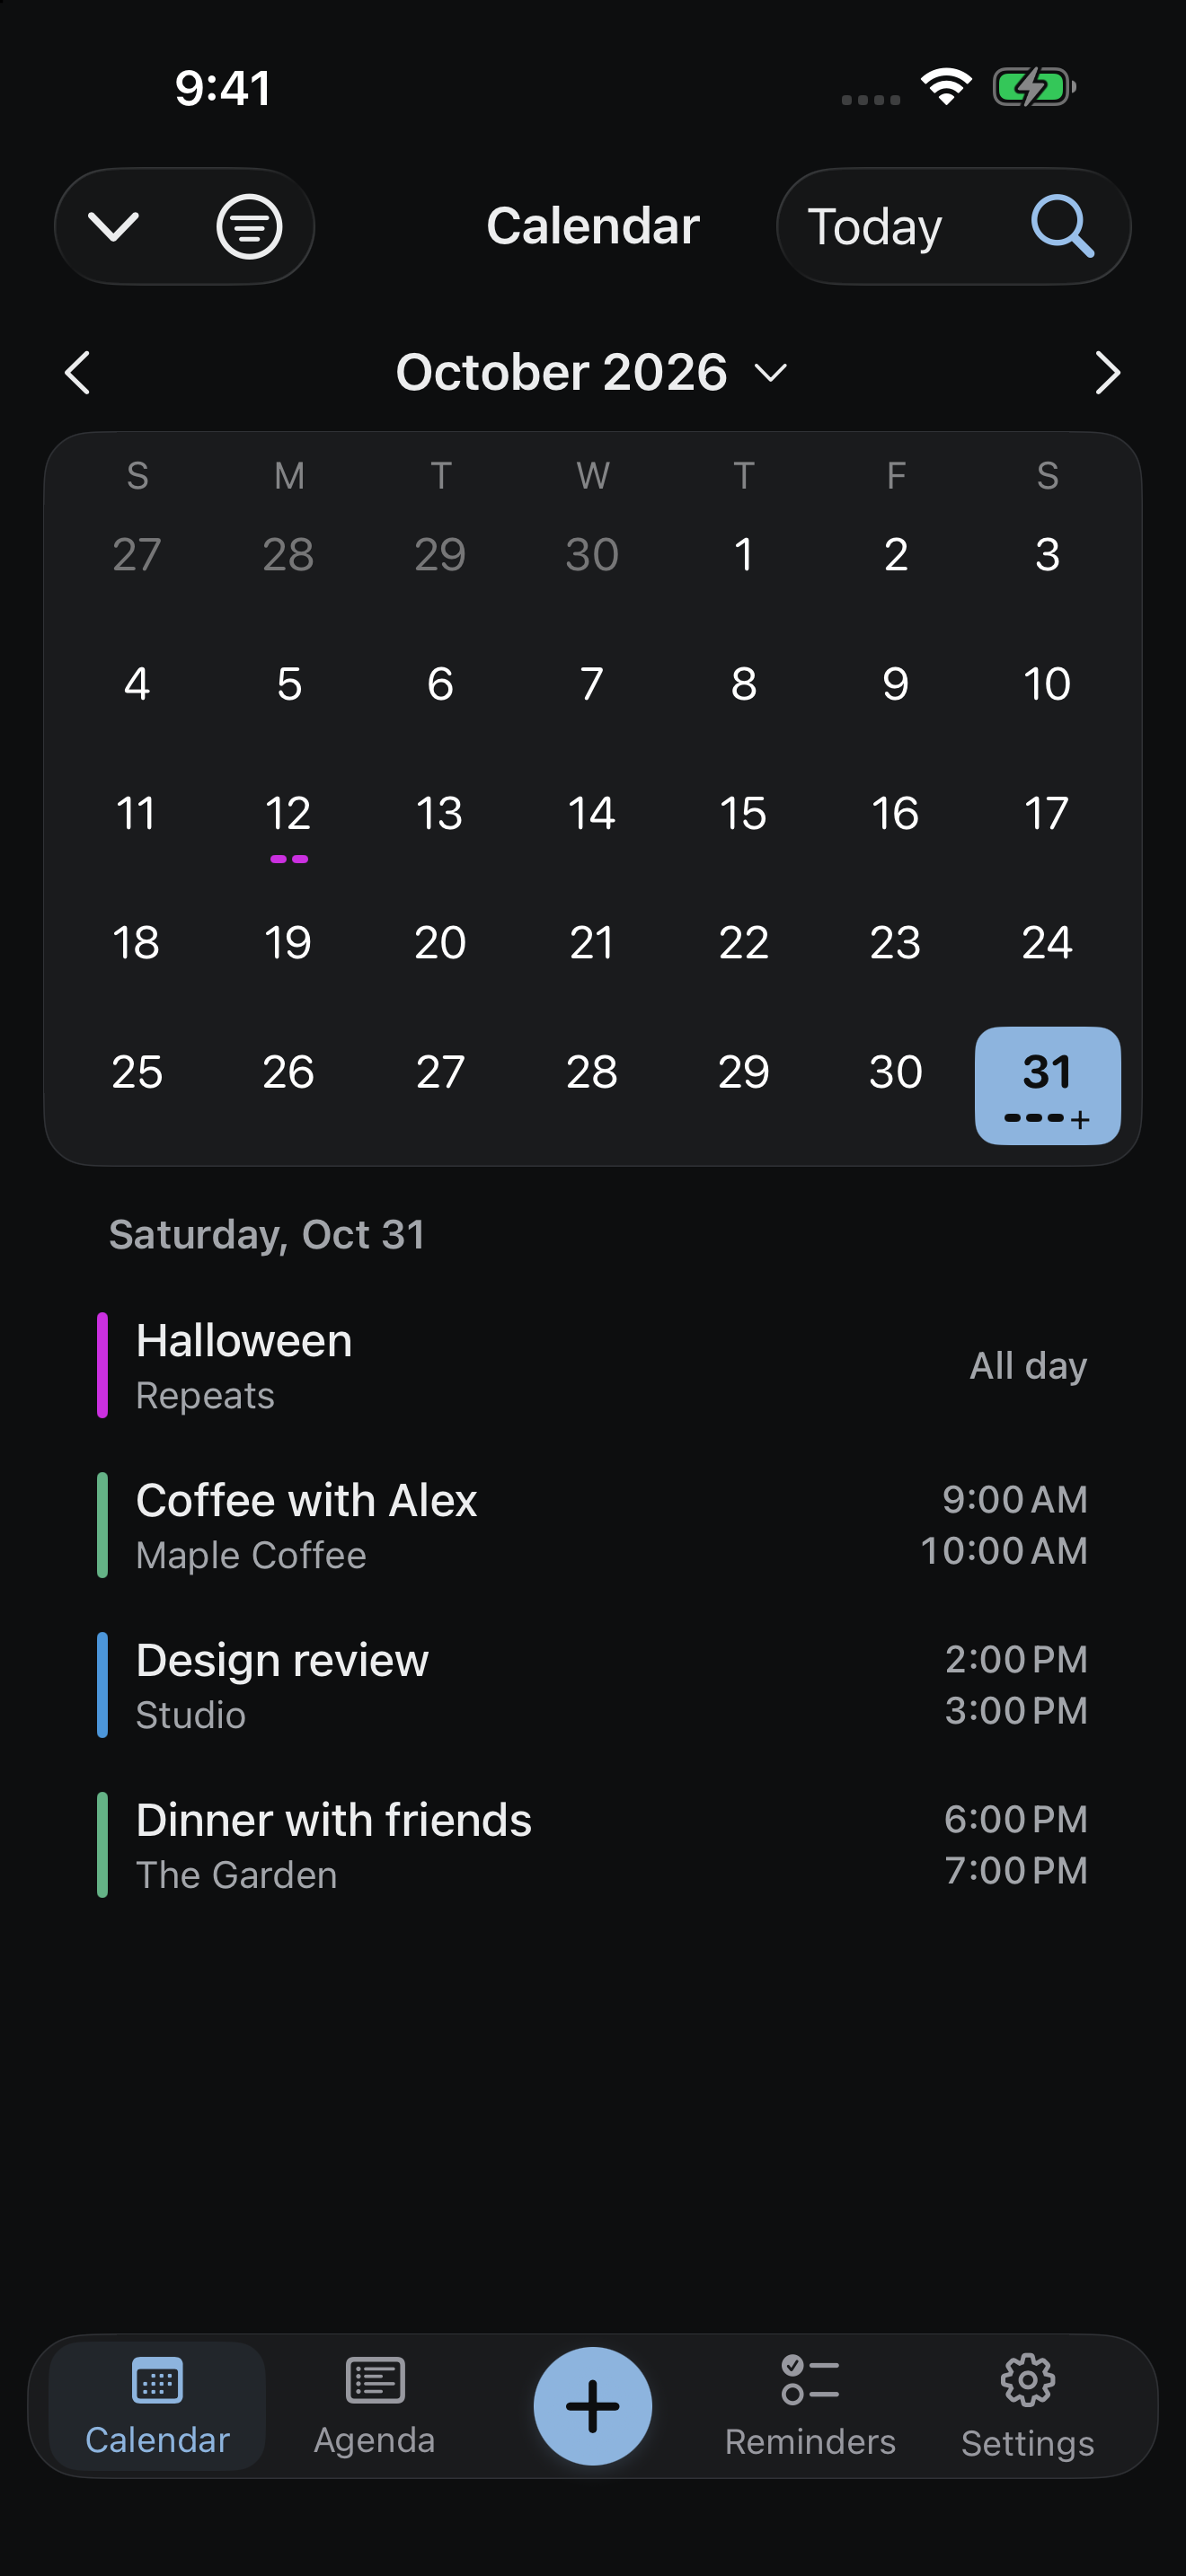 9:41
Calendar
Today
October 2026
S M T W T F S
27 28 29 30 1 2 3
4 5 6 7 8 9 10
11 12 13 14 15 16 17
18 19 20 21 22 23 24
25 26 27 28 29 30 31
+
Saturday, Oct 31
Halloween
Repeats
All day
Coffee with Alex
Maple Coffee
9:00 AM
10:00 AM
Design review
Studio
2:00 PM
3:00 PM
Dinner with friends
The Garden
6:00 PM
7:00 PM
Calendar
Agenda
Reminders
Settings